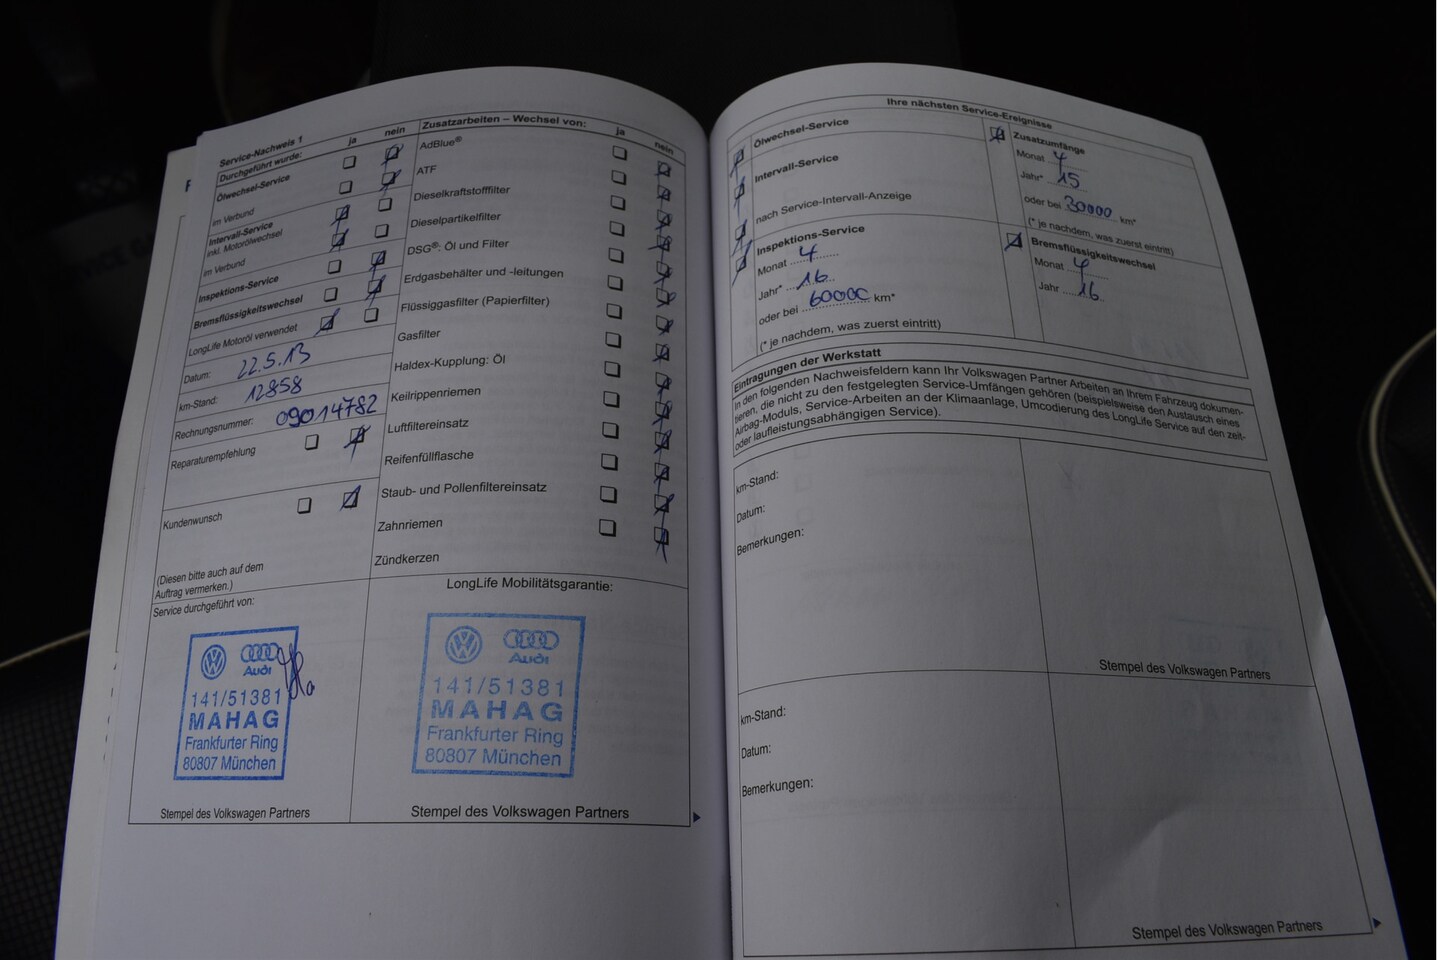 Service-Nachweis 1
Durchgeführt wurde:
ja
nein
Ölwechsel-Service
im Verbund
Intervall-Service
inkl. Motorölwechsel
im Verbund
Inspektions-Service
Bremsflüssigkeitswechsel
LongLife Motoröl verwendet
Datum: 22.5.13
km-Stand: 12858
Rechnungsnummer: 09014782
Reparaturempfehlung
Kundenwunsch
(Diesen bitte auch auf dem
Auftrag vermerken.)
Zusatzarbeiten – Wechsel von:
ja
nein
AdBlue®
ATF
Dieselkraftstofffilter
Dieselpartikelfilter
DSG®: Öl und Filter
Erdgasbehälter und -leitungen
Flüssiggasfilter (Papierfilter)
Gasfilter
Haldex-Kupplung: Öl
Keilrippenriemen
Luftfiltereinsatz
Reifenfüllflasche
Staub- und Pollenfiltereinsatz
Zahnriemen
Zündkerzen
Service durchgeführt von:
Audi
141/51381
MAHAG
Frankfurter Ring
80807 München
Stempel des Volkswagen Partners
LongLife Mobilitätsgarantie:
Audi
141/51381
MAHAG
Frankfurter Ring
80807 München
Stempel des Volkswagen Partners
Ihre nächsten Service-Ereignisse
Ölwechsel-Service
Intervall-Service
nach Service-Intervall-Anzeige
Inspektions-Service
Monat 4
Jahr* 16
oder bei 60000 km*
(* je nachdem, was zuerst eintritt)
Zusatzumfänge
Monat 4
Jahr* 15
oder bei 30000 km*
(* je nachdem, was zuerst eintritt)
Bremsflüssigkeitswechsel
Monat 4
Jahr 16
Eintragungen der Werkstatt
In den folgenden Nachweisfeldern kann Ihr Volkswagen Partner Arbeiten an Ihrem Fahrzeug dokumen-
tieren, die nicht zu den festgelegten Service-Umfängen gehören (beispielsweise den Austausch eines
Airbag-Moduls, Service-Arbeiten an der Klimaanlage, Umcodierung des LongLife Service auf den zeit-
oder laufleistungsabhängigen Service).
km-Stand:
Datum:
Bemerkungen:
Stempel des Volkswagen Partners
km-Stand:
Datum:
Bemerkungen:
Stempel des Volkswagen Partners